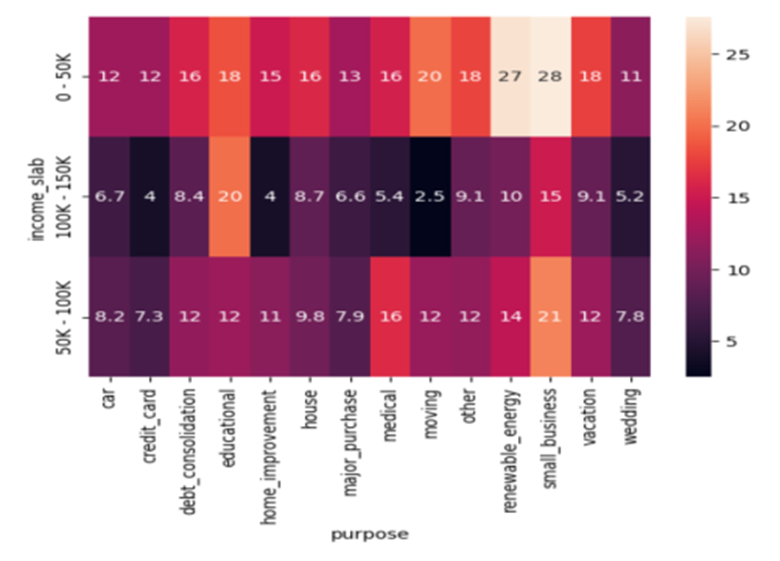 0 - 50K
12 12 16 18 15 16 13 16 20 18 27 28 18 11
income_slab
100K - 150K
6.7 4 8.4 20 4 8.7 6.6 5.4 2.5 9.1 10 15 9.1 5.2
50K - 100K
8.2 7.3 12 12 11 9.8 7.9 16 12 12 14 21 12 7.8
car
credit_card
debt_consolidation
educational
home_improvement
house
major_purchase
medical
moving
other
renewable_energy
small_business
vacation
wedding
purpose
25
20
15
10
5